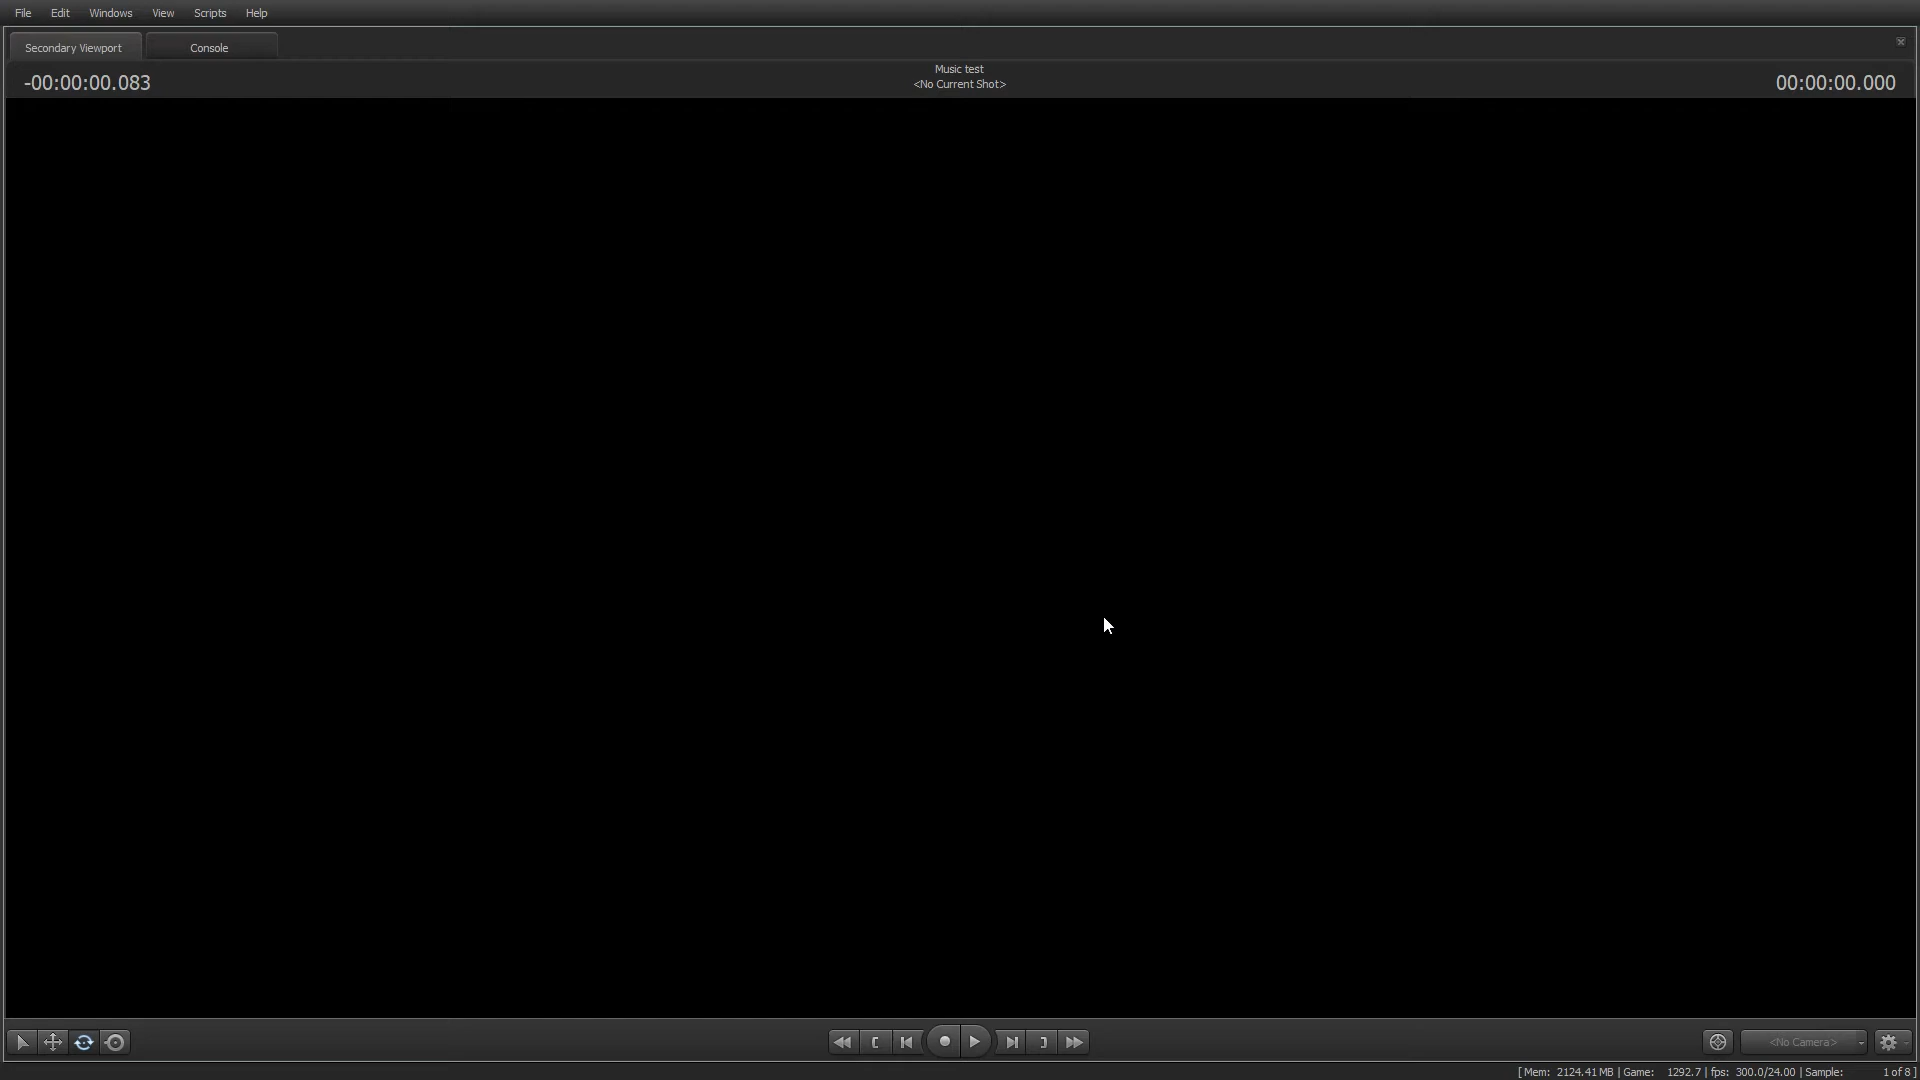 File Edit Windows View Scripts Help
Secondary Viewport Console
-00:00:00.083 Music test 00:00:00.000
<No Current Shot>
<No Camera>
[ Mem: 2124.41 MB | Game: 1292.7 | fps: 300.0/24.00 | Sample: 1 of 8 ]